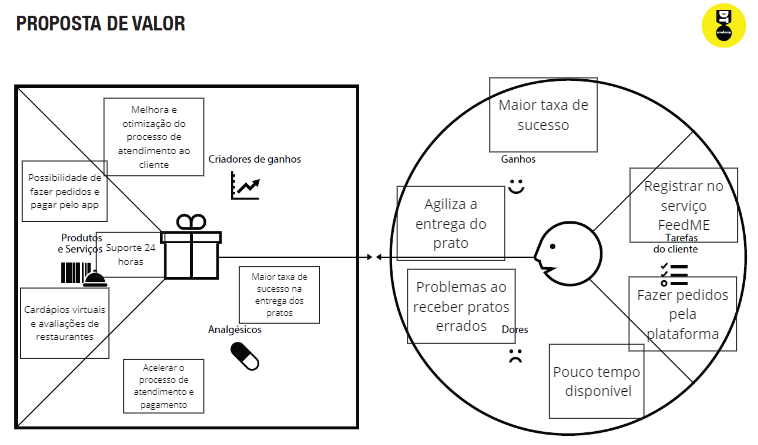 PROPOSTA DE VALOR
academy
Melhora e
otimização do
processo de
atendimento ao
cliente
Criadores de ganhos
Possibilidade de
fazer pedidos e
pagar pelo app
Produtos
e Serviços
Suporte 24
horas
Cardápios virtuais
e avaliações de
restaurantes
Maior taxa de
sucesso na
entrega dos
pratos
Analgésicos
Acelerar o
processo de
atendimento e
pagamento
Maior taxa de
sucesso
Ganhos
Agiliza a
entrega do
prato
Registrar no
serviço
FeedME
Tarefas
do cliente
Problemas ao
receber pratos
errados
Dores
Fazer pedidos
pela
plataforma
Pouco tempo
disponivel